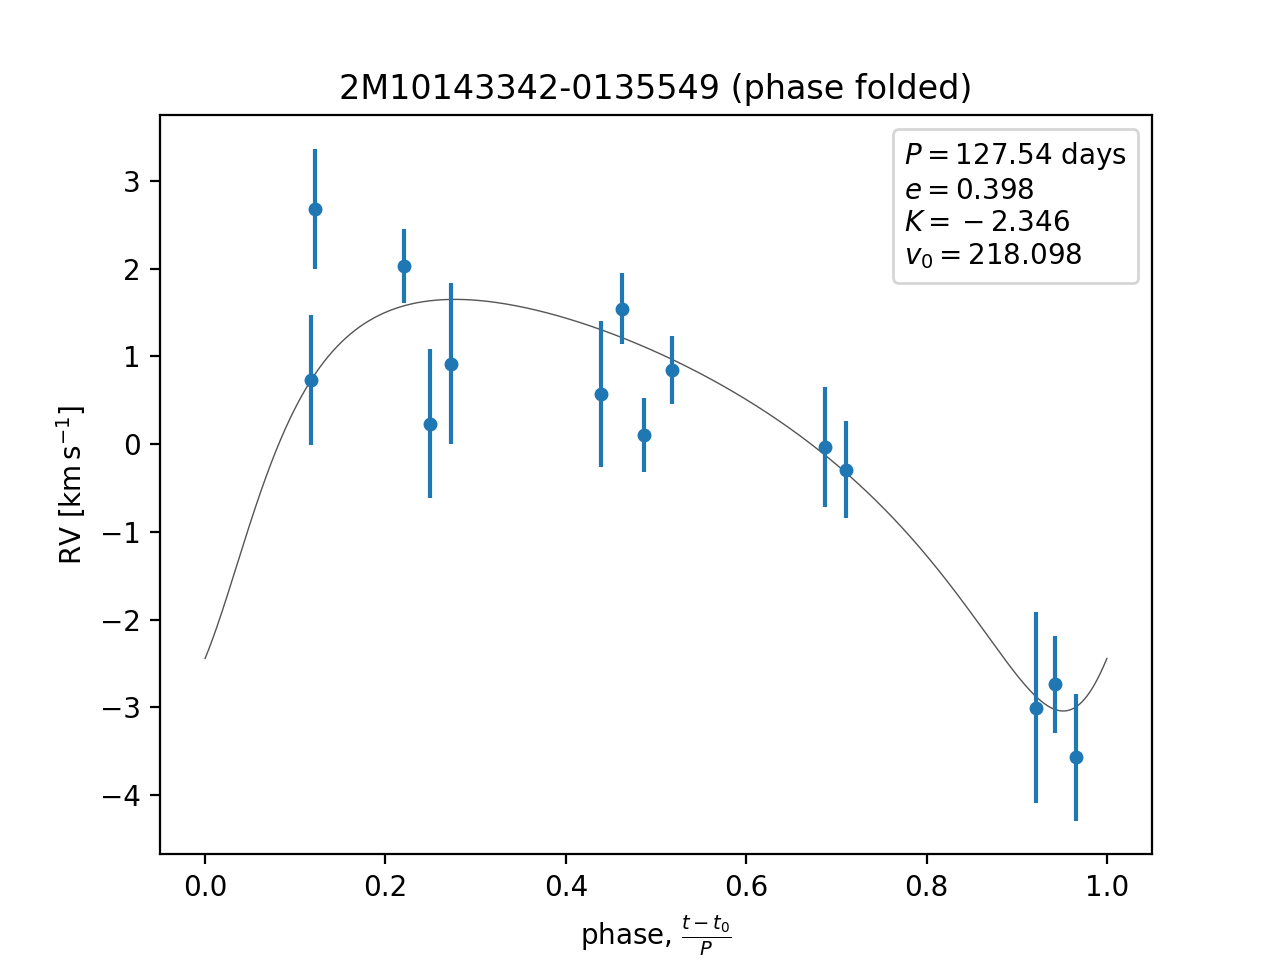 2M10143342-0135549 (phase folded)
P = 127.54 days
e = 0.398
K = −2.346
v₀ = 218.098
RV [km s⁻¹]
3
2
1
0
−1
−2
−3
−4
0.0 0.2 0.4 0.6 0.8 1.0
phase, (t − t₀)/P